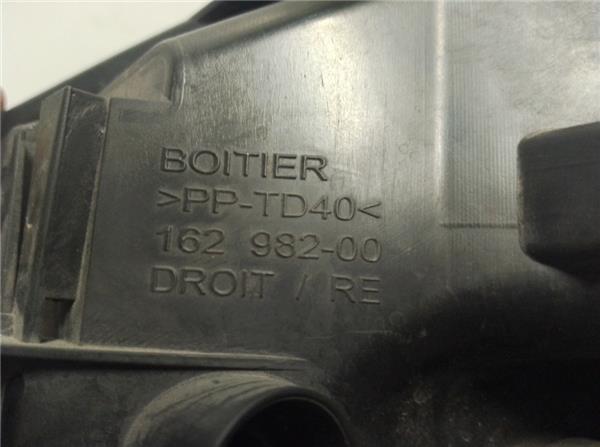 BOITIER
>PP-TD40<
162 982-00
DROIT / RE